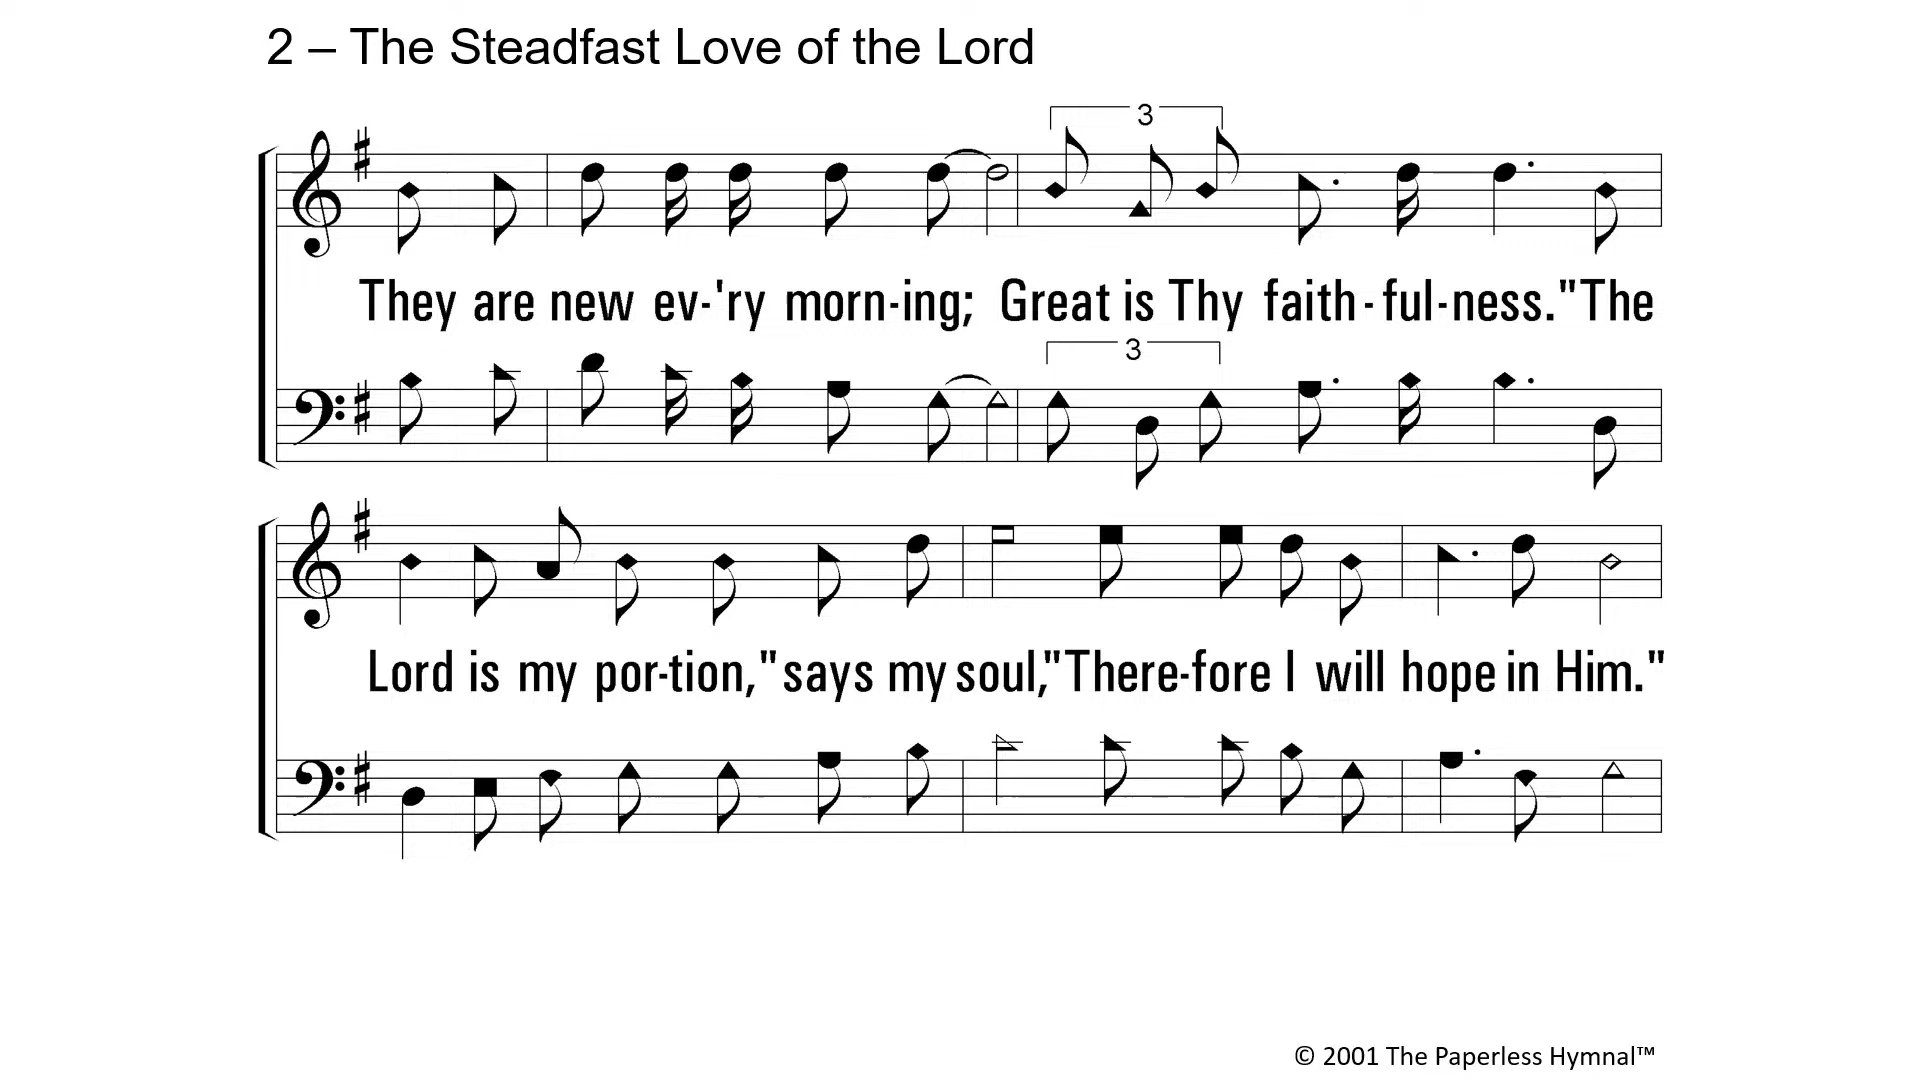 2 – The Steadfast Love of the Lord
3
They are new ev-'ry morn-ing; Great is Thy faith-ful-ness."The
3
Lord is my por-tion,"says my soul,"There-fore I will hope in Him."
© 2001 The Paperless Hymnal™